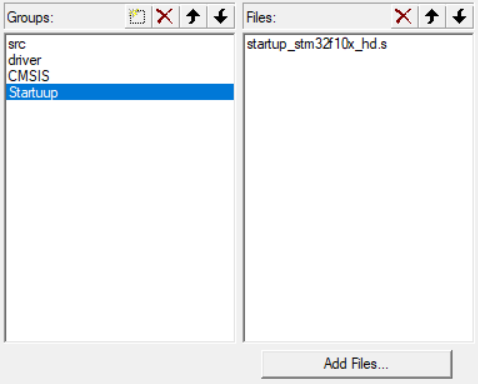 Groups:
Files:
src
driver
CMSIS
Startuup
startup_stm32f10x_hd.s
Add Files...